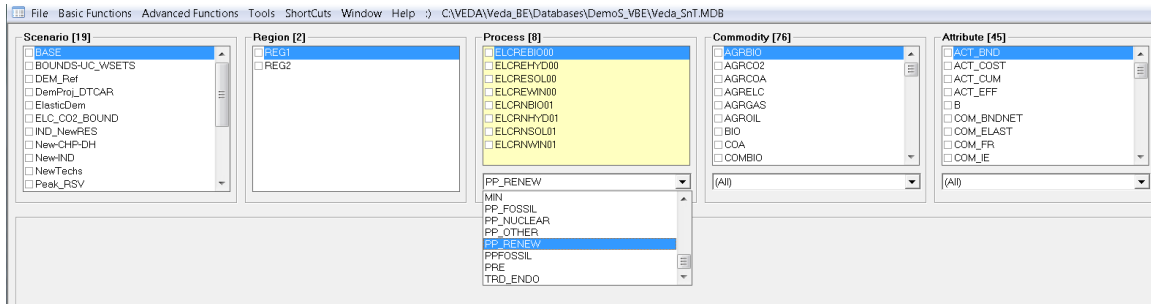 File Basic Functions Advanced Functions Tools ShortCuts Window Help :) C:\VEDA\Veda_BE\Databases\DemoS_VBE\Veda_SnT.MDB
Scenario [19]
BASE
BOUNDS-UC_WSETS
DEM_Ref
DemProj_DTCAR
ElasticDem
ELC_CO2_BOUND
IND_NewRES
New-CHP-DH
New-IND
NewTechs
Peak_RSV
Region [2]
REG1
REG2
Process [8]
ELCREBIO00
ELCREHYD00
ELCRESOL00
ELCREWIN00
ELCRNBIO01
ELCRNHYD01
ELCRNSOL01
ELCRNWIN01
PP_RENEW
MIN
PP_FOSSIL
PP_NUCLEAR
PP_OTHER
PP_RENEW
PPFOSSIL
PRE
TRD_ENDO
Commodity [76]
AGRBIO
AGRCO2
AGRCOA
AGRELC
AGRGAS
AGROIL
BIO
COA
COMBIO
(All)
Attribute [45]
ACT_BND
ACT_COST
ACT_CUM
ACT_EFF
B
COM_BNDNET
COM_ELAST
COM_FR
COM_IE
(All)